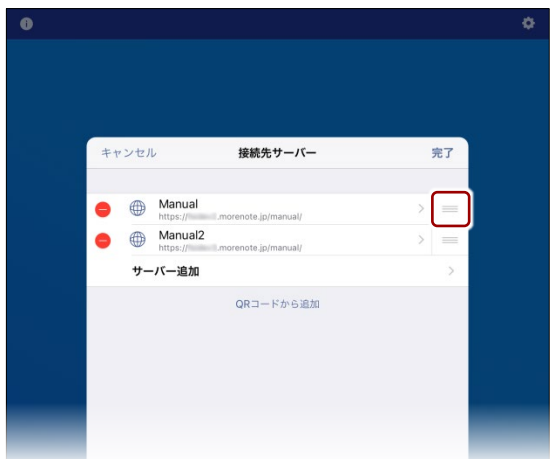 キャンセル 接続先サーバー 完了
Manual
https:// .morenote.jp/manual/
Manual2
https:// .morenote.jp/manual/
サーバー追加
QRコードから追加